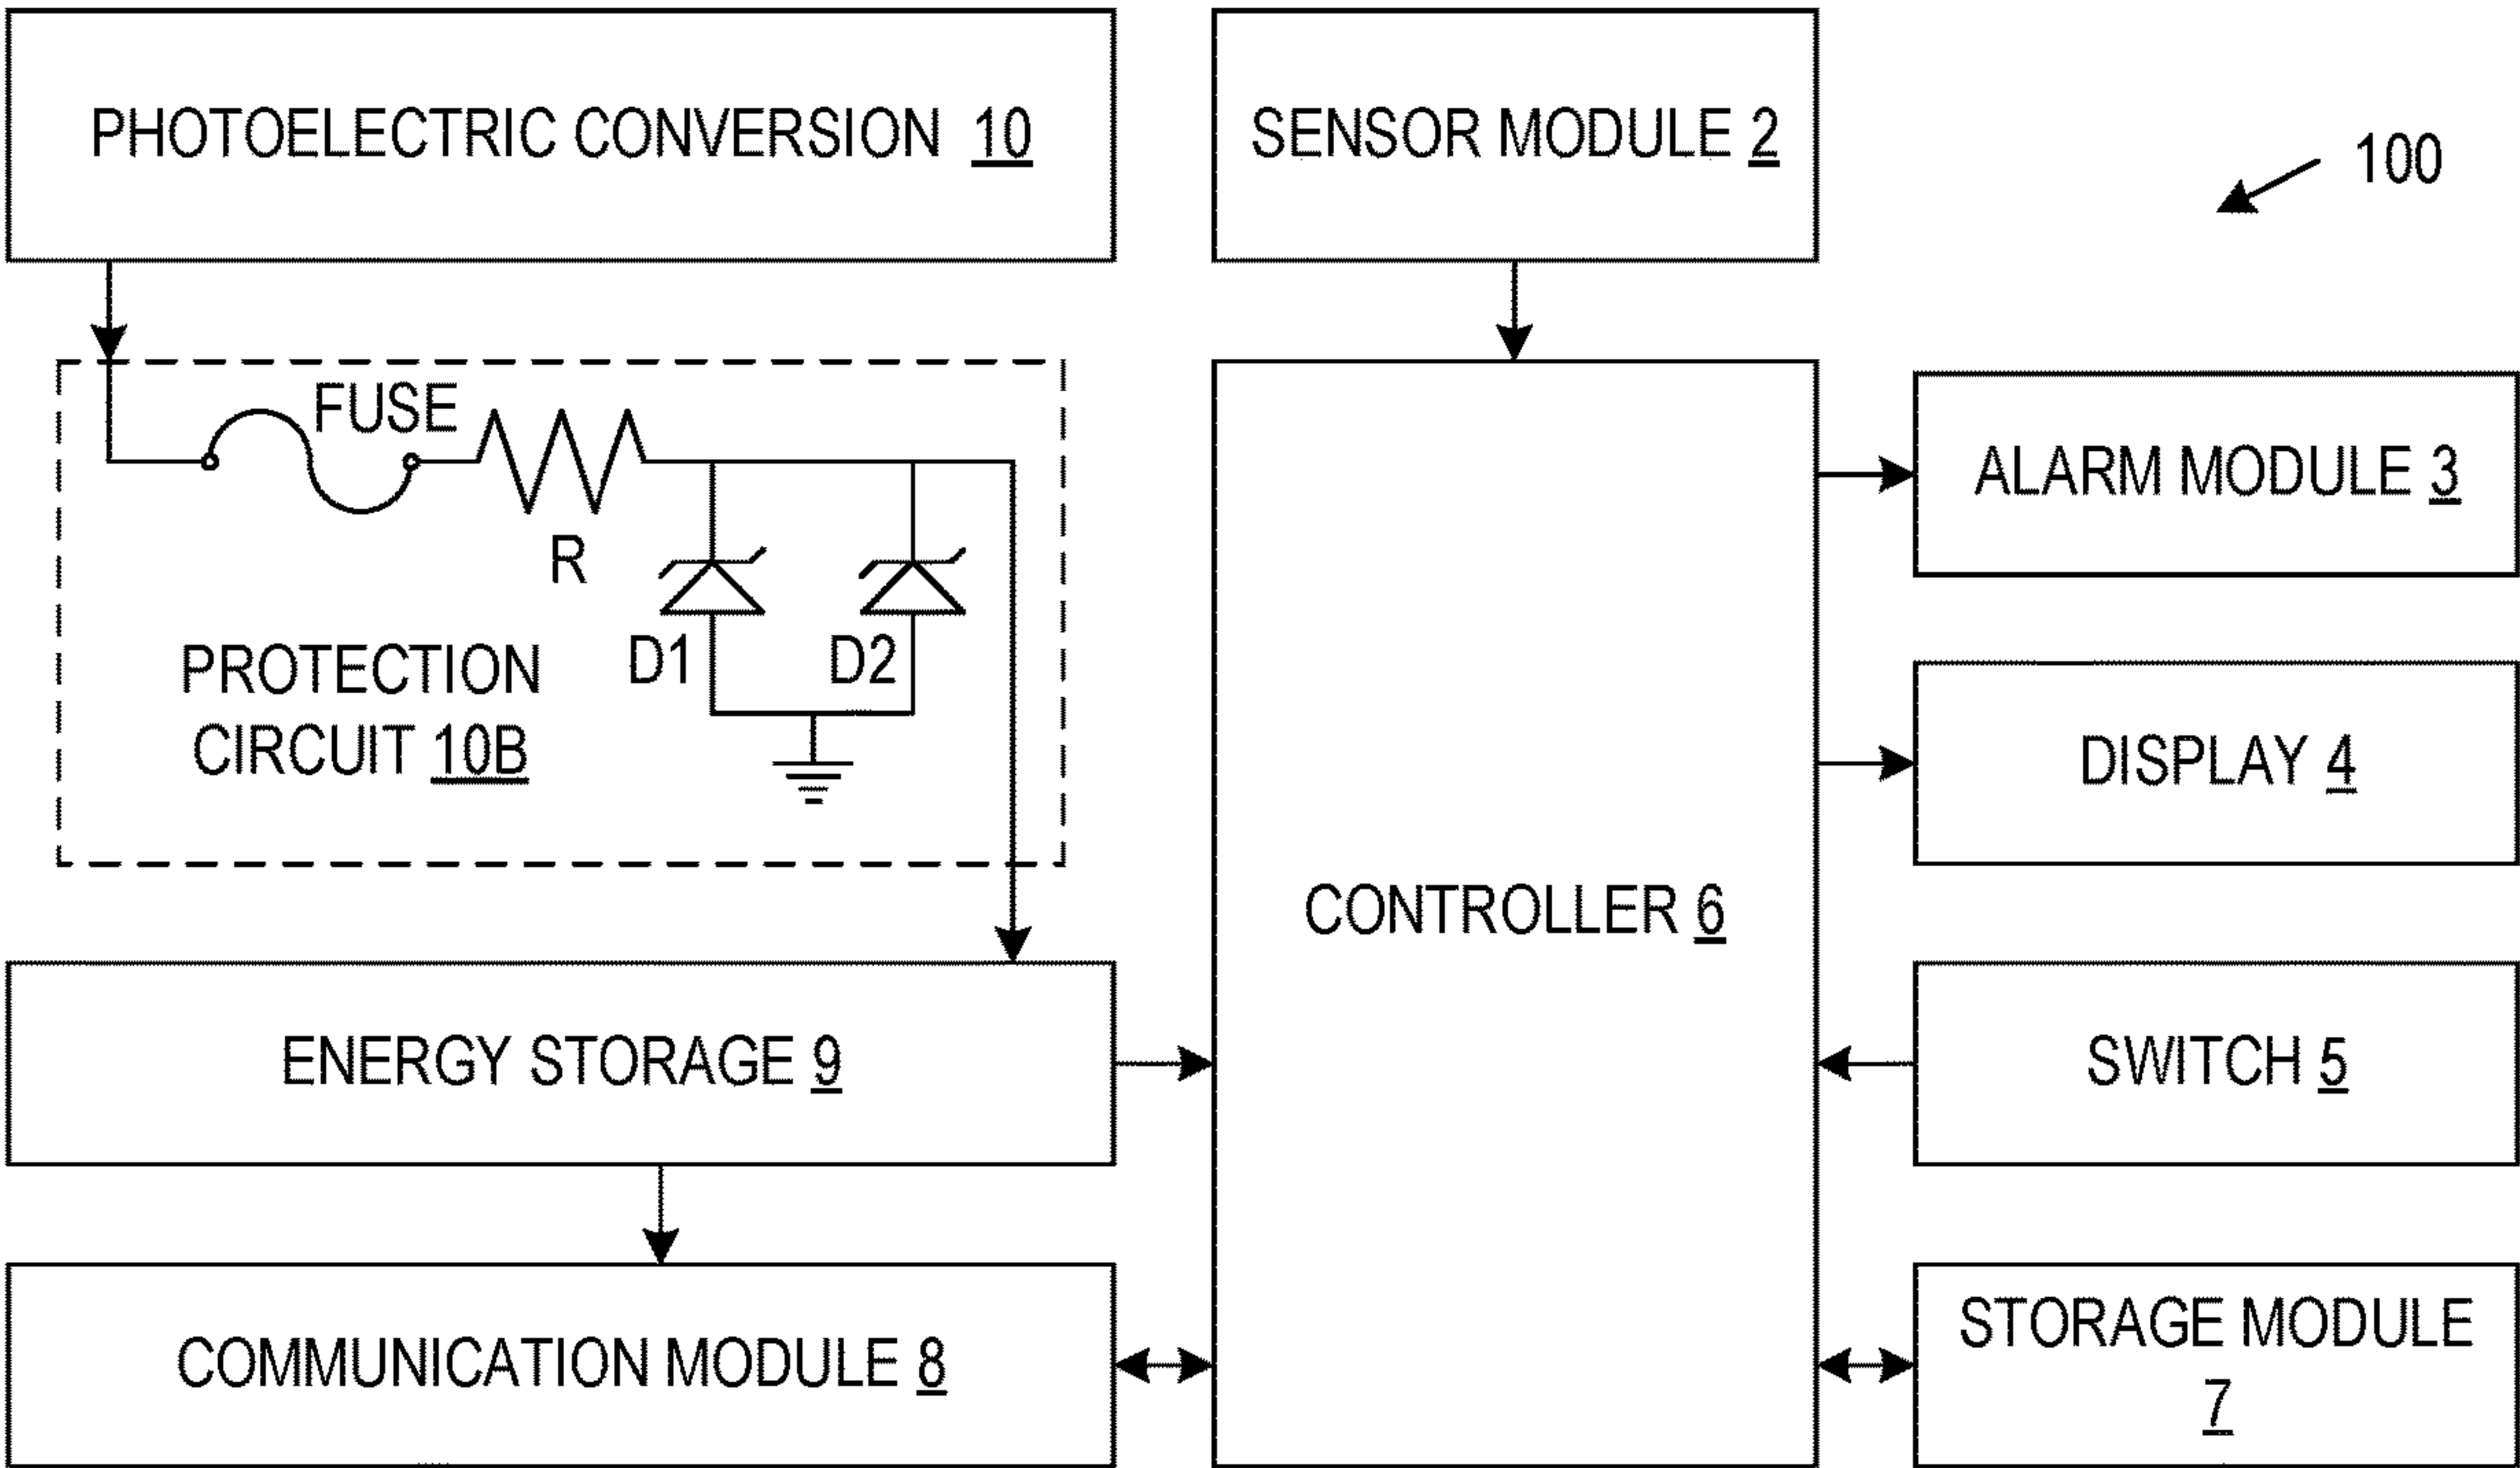 PHOTOELECTRIC CONVERSION 10
SENSOR MODULE 2
100
FUSE
R
D1
D2
PROTECTION
CIRCUIT 10B
CONTROLLER 6
ALARM MODULE 3
DISPLAY 4
SWITCH 5
STORAGE MODULE
7
ENERGY STORAGE 9
COMMUNICATION MODULE 8